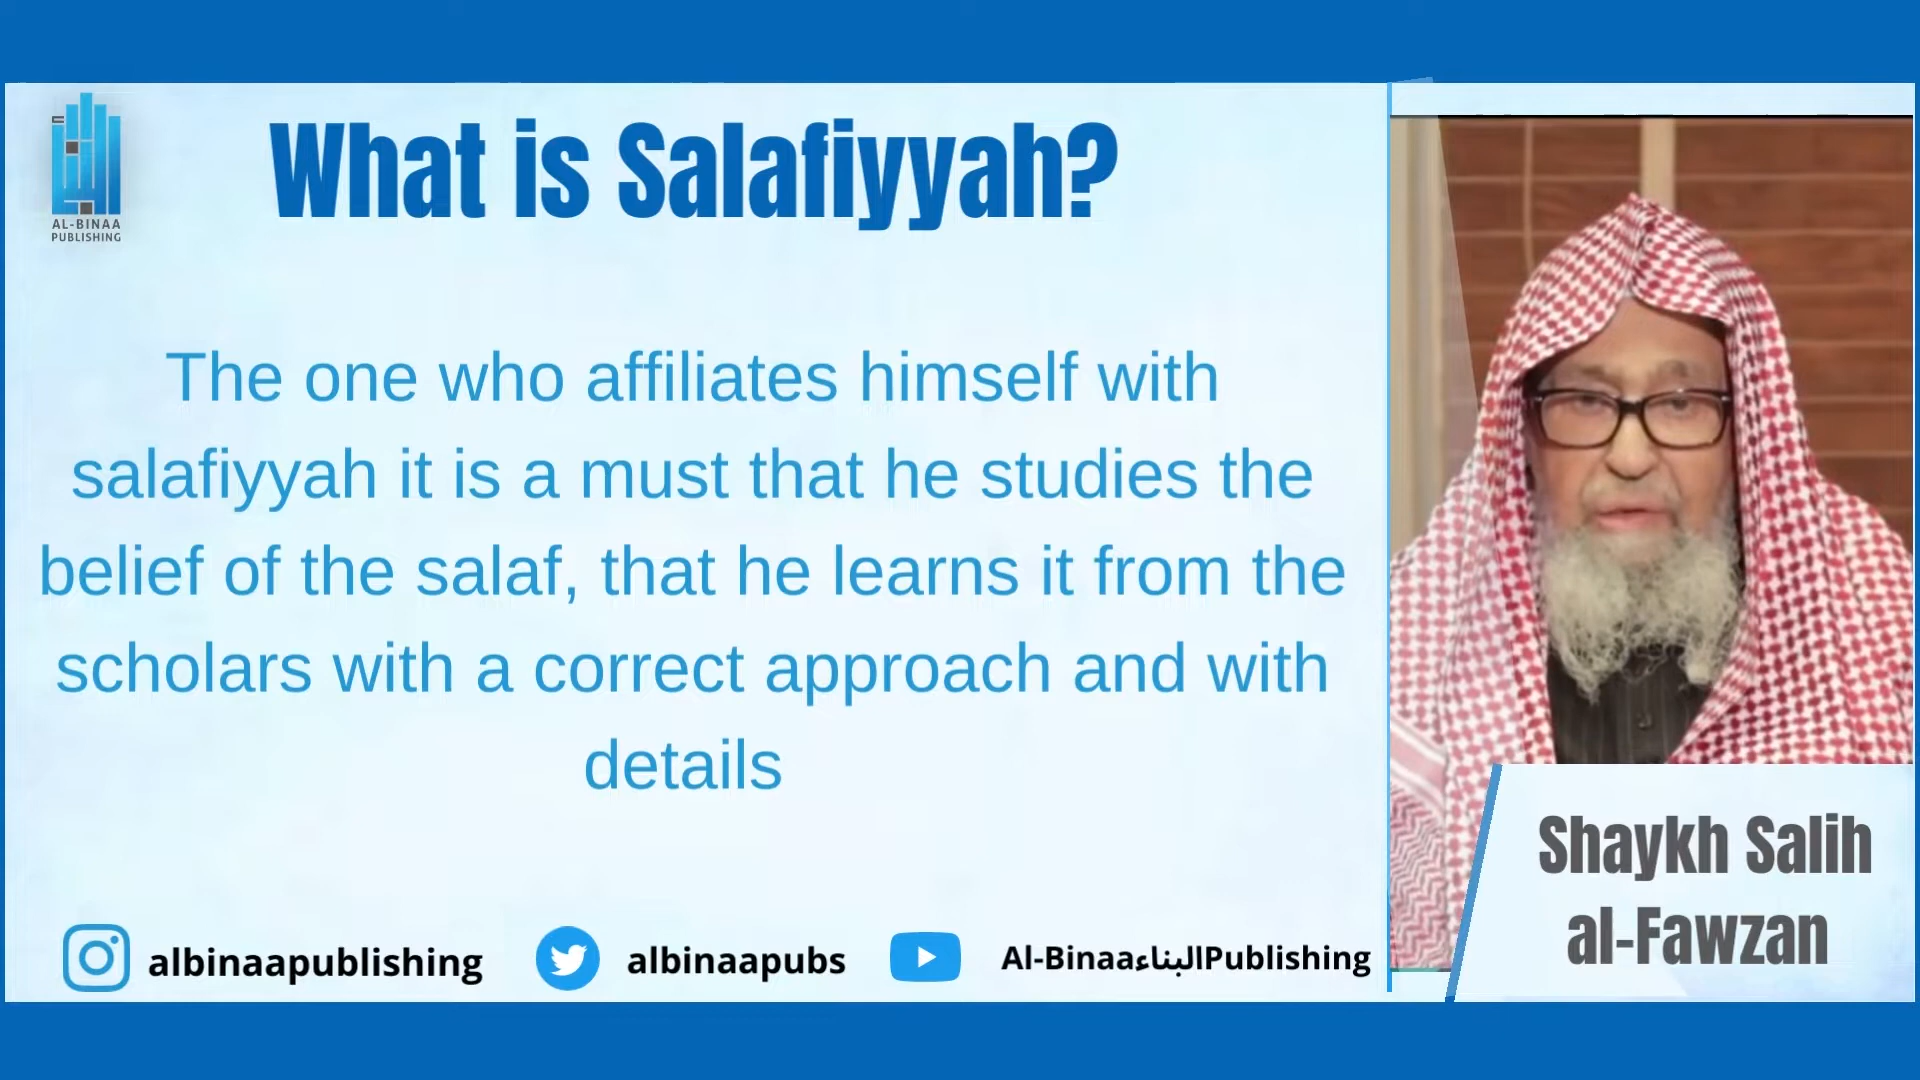 AL-BINAA
PUBLISHING
What is Salafiyyah?
The one who affiliates himself with
salafiyyah it is a must that he studies the
belief of the salaf, that he learns it from the
scholars with a correct approach and with
details
Shaykh Salih
al-Fawzan
albinaapublishing
albinaapubs
Al-BinaaالبناءPublishing